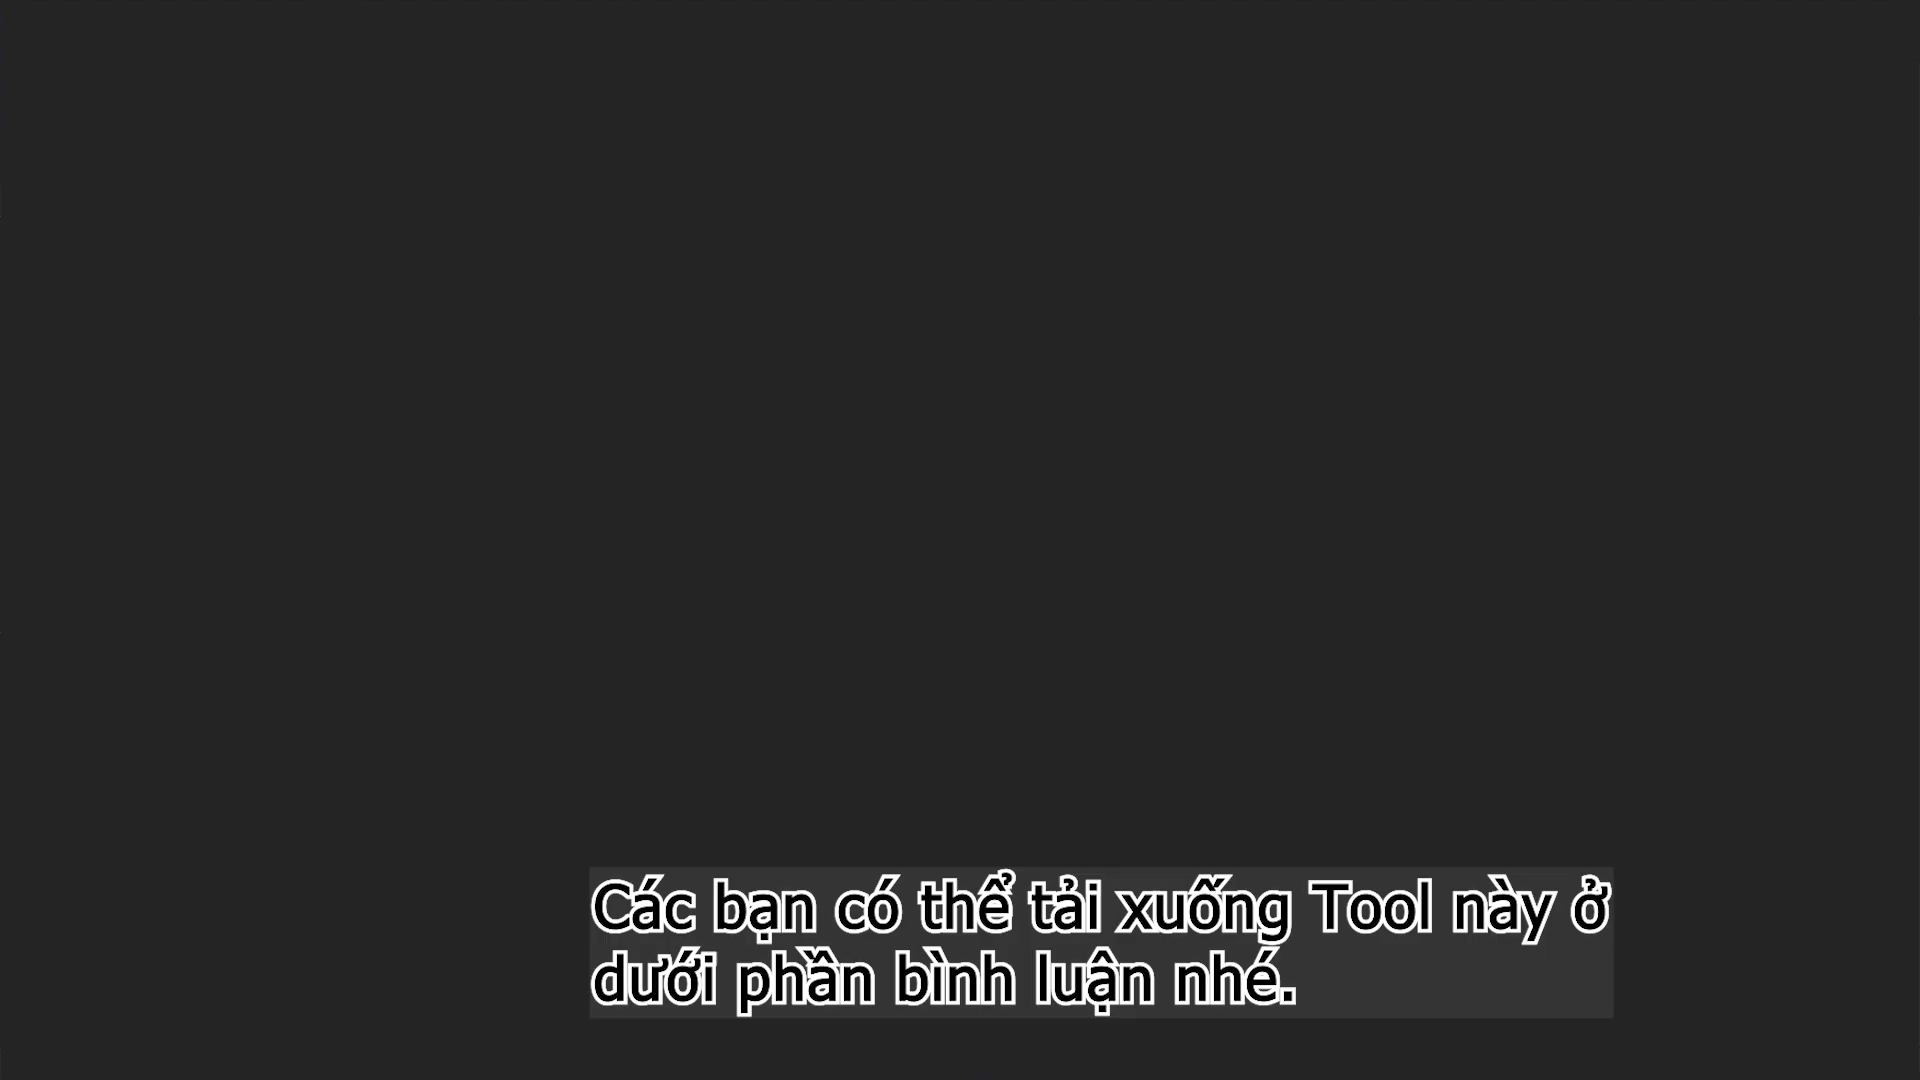 Các bạn có thể tải xuống Tool này ở
dưới phần bình luận nhé.